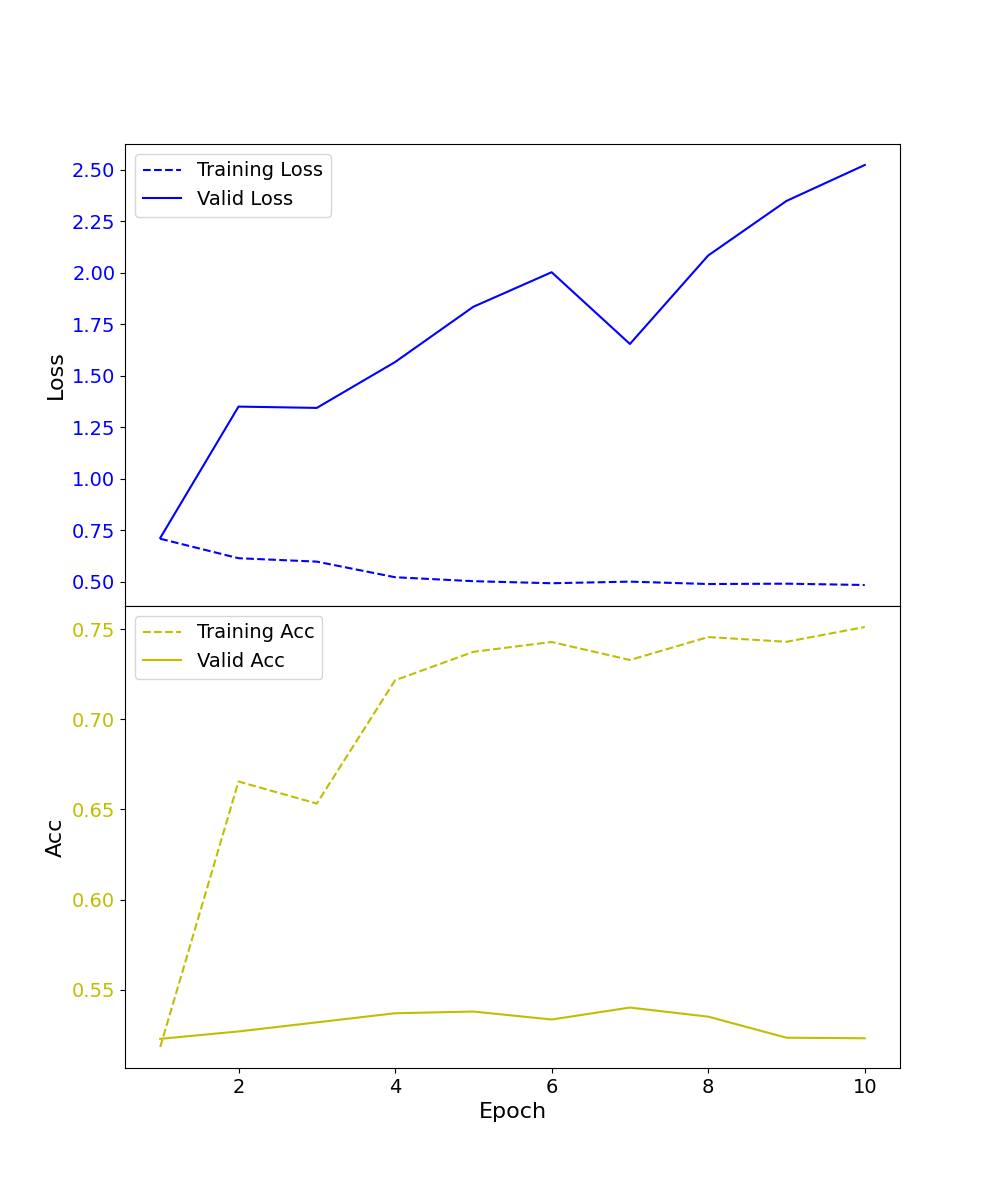 2.50
2.25
2.00
1.75
1.50
1.25
1.00
0.75
0.50
Loss
Training Loss
Valid Loss
0.75
0.70
0.65
0.60
0.55
Acc
Training Acc
Valid Acc
2 4 6 8 10
Epoch